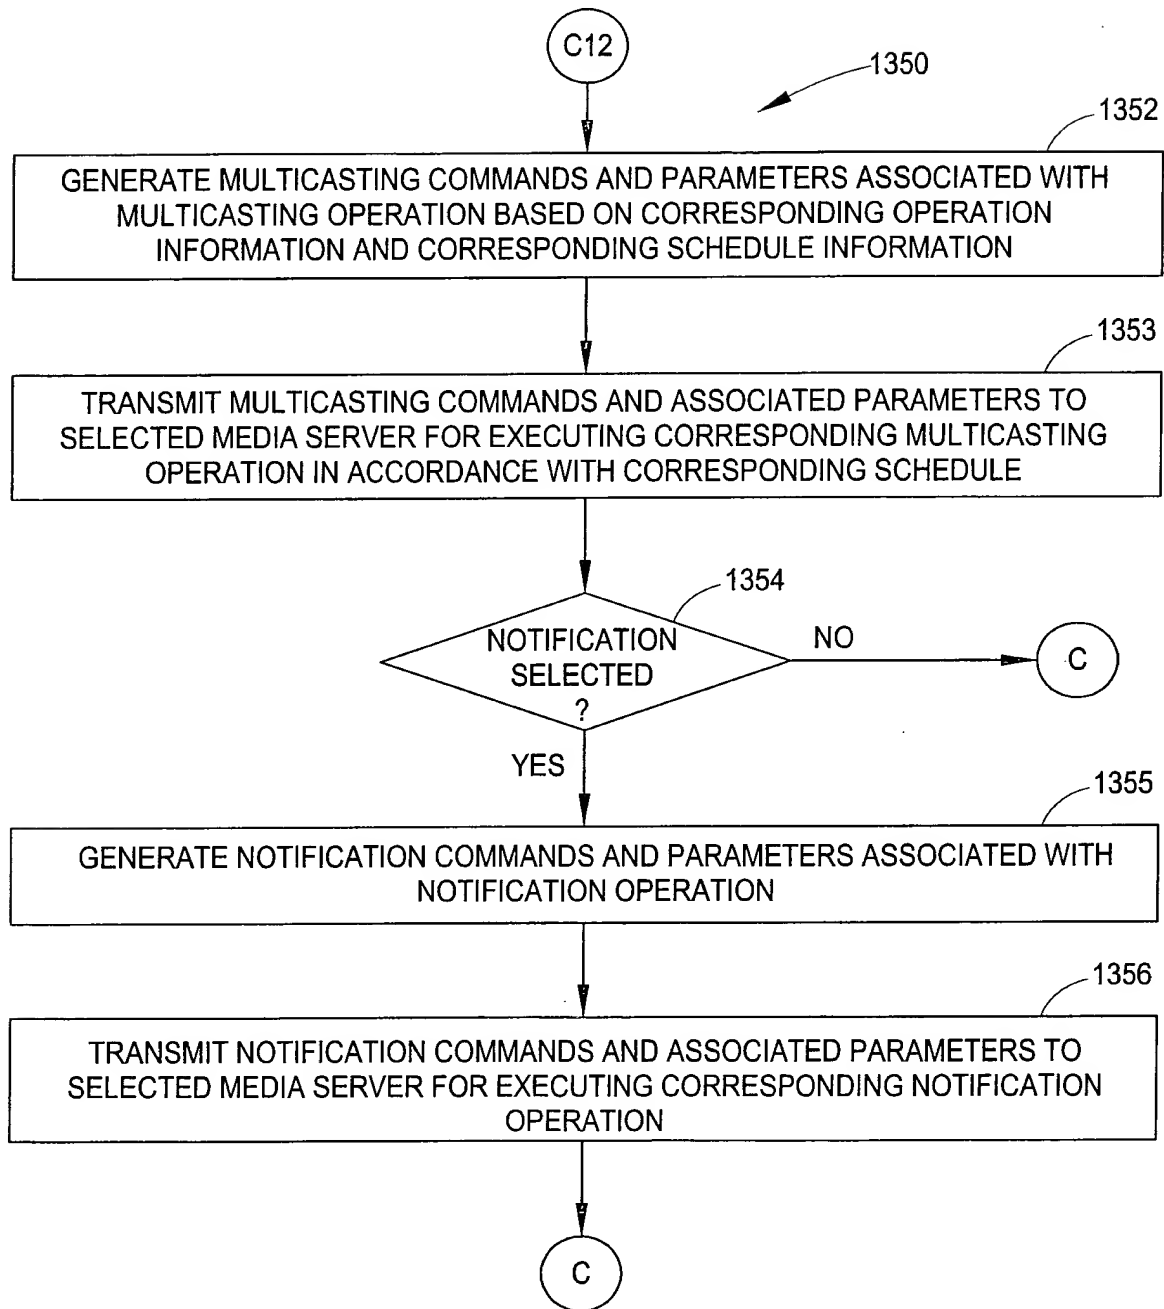 C12
1350
1352
GENERATE MULTICASTING COMMANDS AND PARAMETERS ASSOCIATED WITH
MULTICASTING OPERATION BASED ON CORRESPONDING OPERATION
INFORMATION AND CORRESPONDING SCHEDULE INFORMATION
1353
TRANSMIT MULTICASTING COMMANDS AND ASSOCIATED PARAMETERS TO
SELECTED MEDIA SERVER FOR EXECUTING CORRESPONDING MULTICASTING
OPERATION IN ACCORDANCE WITH CORRESPONDING SCHEDULE
1354
NOTIFICATION
SELECTED
?
NO
C
YES
1355
GENERATE NOTIFICATION COMMANDS AND PARAMETERS ASSOCIATED WITH
NOTIFICATION OPERATION
1356
TRANSMIT NOTIFICATION COMMANDS AND ASSOCIATED PARAMETERS TO
SELECTED MEDIA SERVER FOR EXECUTING CORRESPONDING NOTIFICATION
OPERATION
C